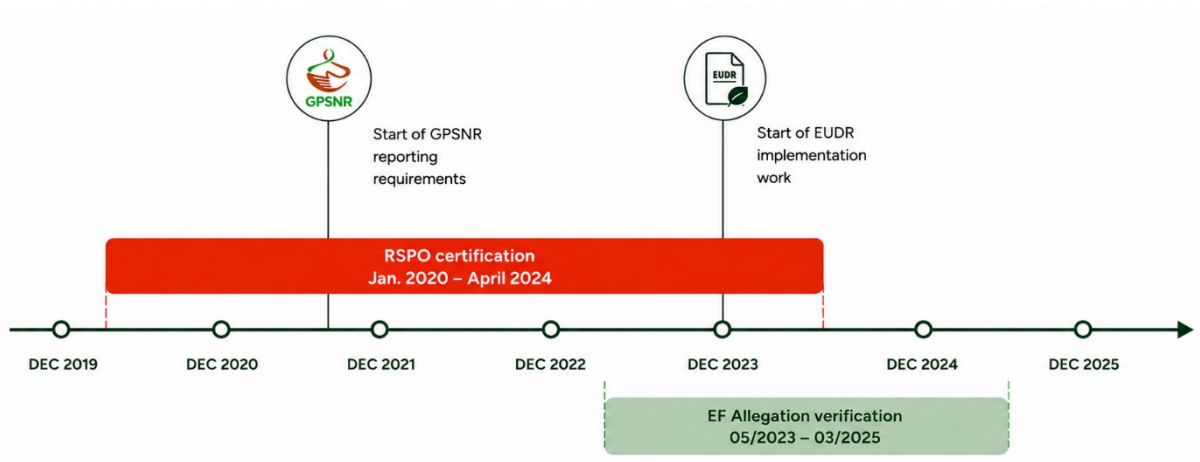 GPSNR
Start of GPSNR
reporting
requirements
EUDR
Start of EUDR
implementation
work
RSPO certification
Jan. 2020 – April 2024
DEC 2019
DEC 2020
DEC 2021
DEC 2022
DEC 2023
DEC 2024
DEC 2025
EF Allegation verification
05/2023 – 03/2025